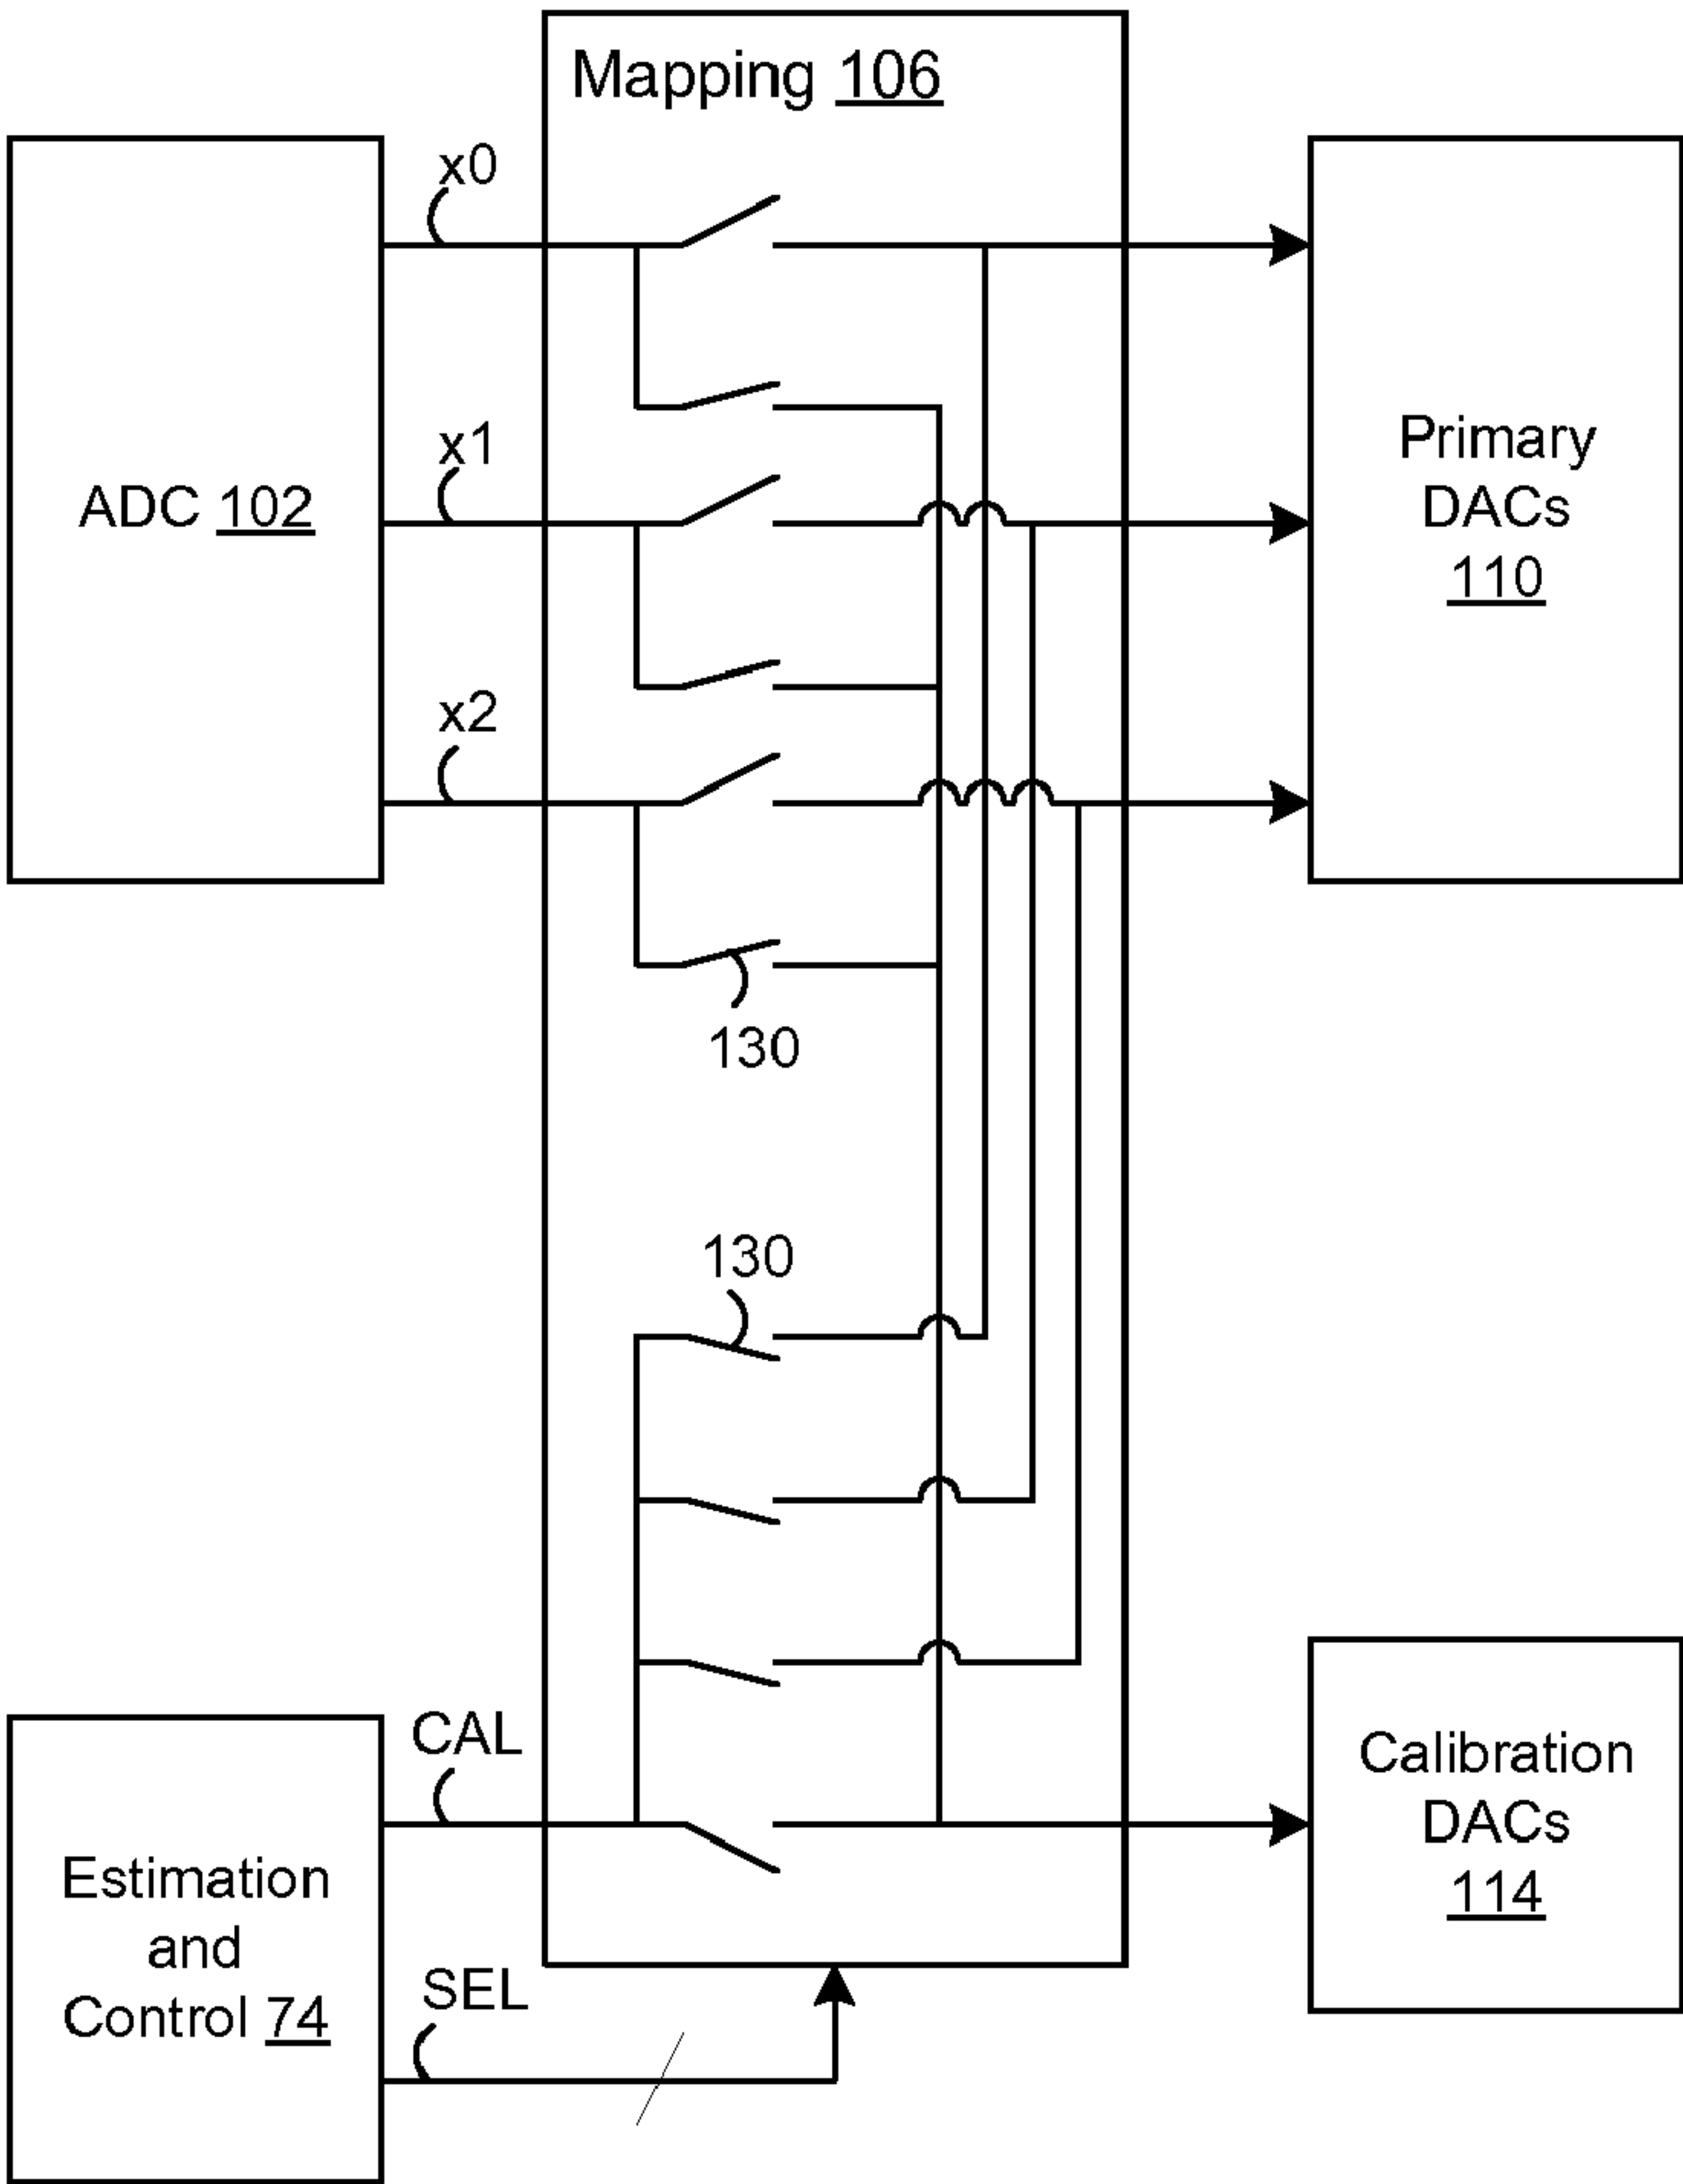 Mapping 106
x0
x1
x2
ADC 102
Primary
DACs
110
130
130
CAL
Estimation
and
Control 74
SEL
Calibration
DACs
114